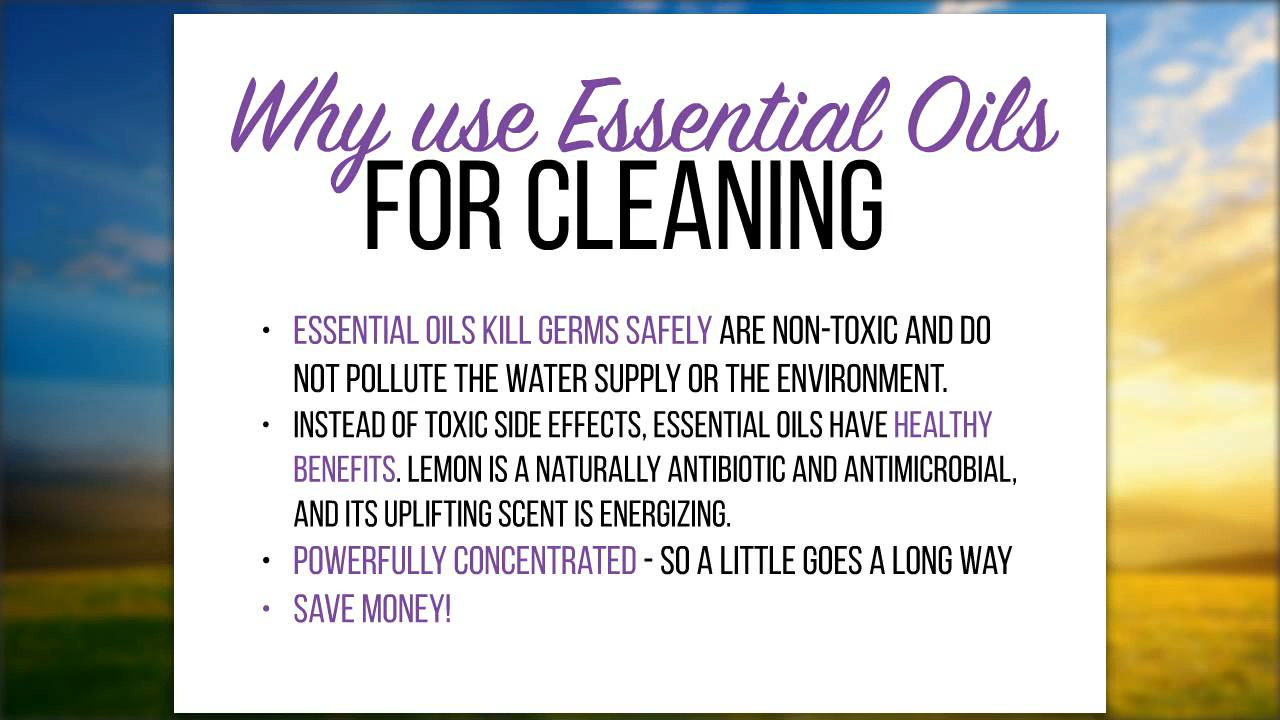 Why use Essential Oils
FOR CLEANING
• ESSENTIAL OILS KILL GERMS SAFELY ARE NON-TOXIC AND DO
NOT POLLUTE THE WATER SUPPLY OR THE ENVIRONMENT.
• INSTEAD OF TOXIC SIDE EFFECTS, ESSENTIAL OILS HAVE HEALTHY
BENEFITS. LEMON IS A NATURALLY ANTIBIOTIC AND ANTIMICROBIAL,
AND ITS UPLIFTING SCENT IS ENERGIZING.
• POWERFULLY CONCENTRATED - SO A LITTLE GOES A LONG WAY
• SAVE MONEY!